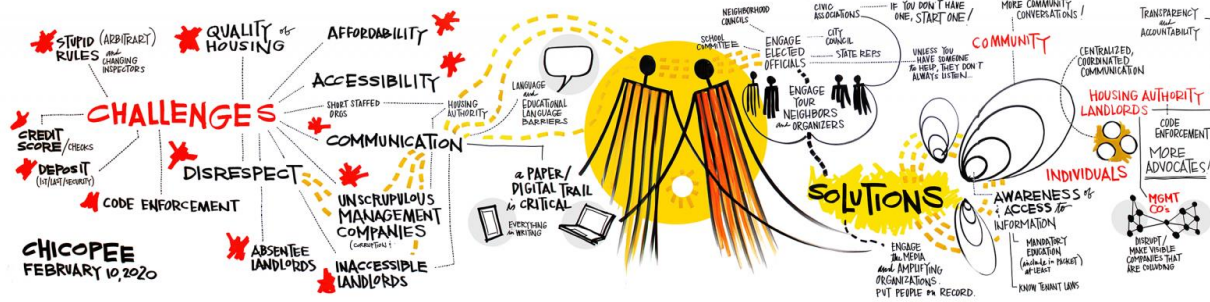 STUPID (ARBITRARY)
RULES and
CHANGING
INSPECTORS
QUALITY of
HOUSING
AFFORDABILITY
ACCESSIBILITY
SHORT STAFFED
ORGS
HOUSING
AUTHORITY
LANGUAGE
and
EDUCATIONAL
LANGUAGE
BARRIERS
CHALLENGES
COMMUNICATION
CREDIT
SCORE/CHECKS
DEPOSIT
(1ST/LAST/SECURITY)
CODE ENFORCEMENT
DISRESPECT
UNSCRUPULOUS
MANAGEMENT
COMPANIES
ABSENTEE
LANDLORDS
INACCESSIBLE
LANDLORDS
a PAPER/
DIGITAL TRAIL
is CRITICAL
EVERYTHING
in WRITING
CHICOPEE
FEBRUARY 10, 2020
NEIGHBORHOOD
COUNCILS
CIVIC
ASSOCIATIONS
IF YOU DON'T HAVE
ONE, START ONE!
SCHOOL
COMMITTEE
ENGAGE
ELECTED
OFFICIALS
CITY
COUNCIL
STATE REPS
UNLESS YOU
HAVE SOMEONE
to HELP, THEY DON'T
ALWAYS LISTEN...
ENGAGE
YOUR
NEIGHBORS
and ORGANIZERS
SOLUTIONS
ENGAGE
the MEDIA
and AMPLIFYING
ORGANIZATIONS.
PUT PEOPLE on RECORD.
MORE COMMUNITY
CONVERSATIONS!
COMMUNITY
TRANSPARENCY
and
ACCOUNTABILITY
CENTRALIZED,
COORDINATED
COMMUNICATION
HOUSING AUTHORITY
LANDLORDS
CODE
ENFORCEMENT
MORE
ADVOCATES!
INDIVIDUALS
AWARENESS of
& ACCESS to
INFORMATION
MANDATORY
EDUCATION
(include in PACKET)
AT LEAST
KNOW TENANT LAWS
MGMT
CO's
DISRUPT/
MAKE VISIBLE
COMPANIES THAT
ARE COLLUDING